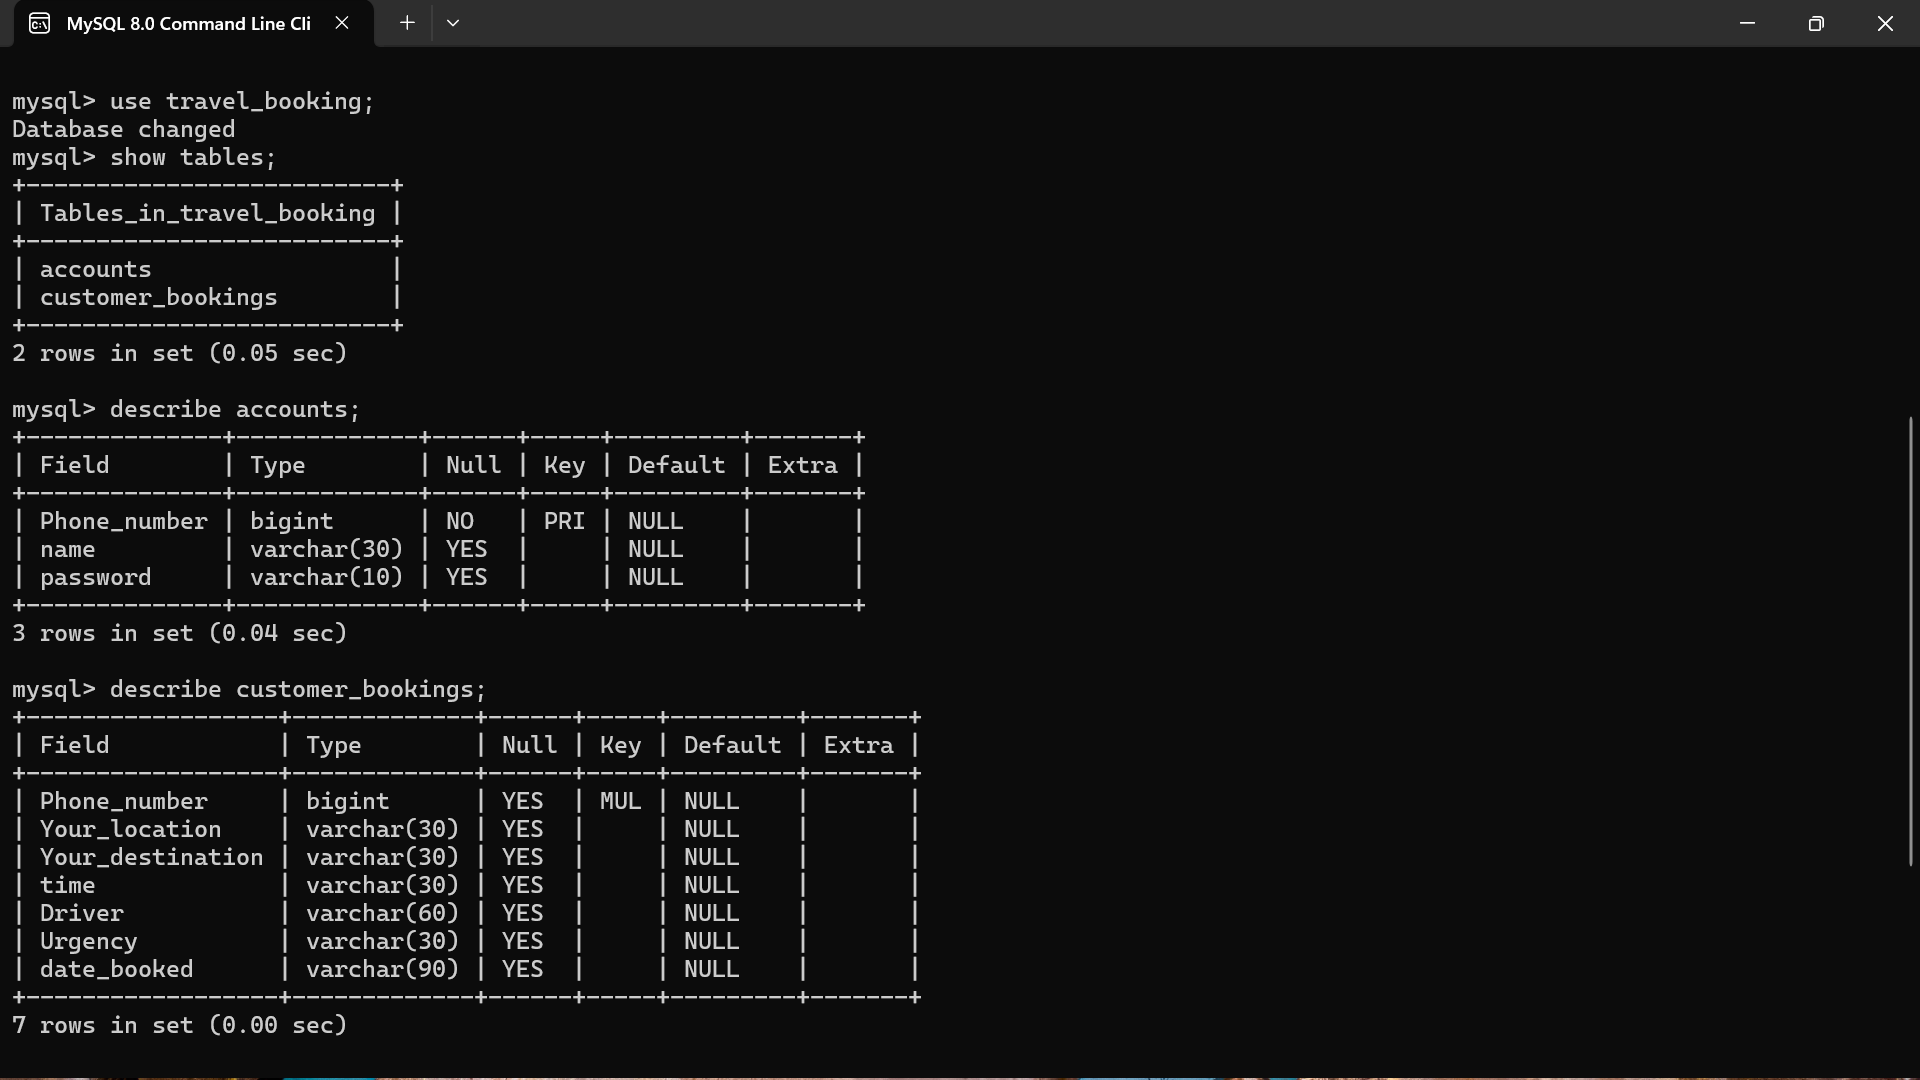 MySQL 8.0 Command Line Cli
mysql> use travel_booking;
Database changed
mysql> show tables;
+--------------------------+
| Tables_in_travel_booking |
+--------------------------+
| accounts                 |
| customer_bookings        |
+--------------------------+
2 rows in set (0.05 sec)
mysql> describe accounts;
+--------------+-------------+------+-----+---------+-------+
| Field        | Type        | Null | Key | Default | Extra |
+--------------+-------------+------+-----+---------+-------+
| Phone_number | bigint      | NO   | PRI | NULL    |       |
| name         | varchar(30) | YES  |     | NULL    |       |
| password     | varchar(10) | YES  |     | NULL    |       |
+--------------+-------------+------+-----+---------+-------+
3 rows in set (0.04 sec)
mysql> describe customer_bookings;
+------------------+-------------+------+-----+---------+-------+
| Field            | Type        | Null | Key | Default | Extra |
+------------------+-------------+------+-----+---------+-------+
| Phone_number     | bigint      | YES  | MUL | NULL    |       |
| Your_location    | varchar(30) | YES  |     | NULL    |       |
| Your_destination | varchar(30) | YES  |     | NULL    |       |
| time             | varchar(30) | YES  |     | NULL    |       |
| Driver           | varchar(60) | YES  |     | NULL    |       |
| Urgency          | varchar(30) | YES  |     | NULL    |       |
| date_booked      | varchar(90) | YES  |     | NULL    |       |
+------------------+-------------+------+-----+---------+-------+
7 rows in set (0.00 sec)